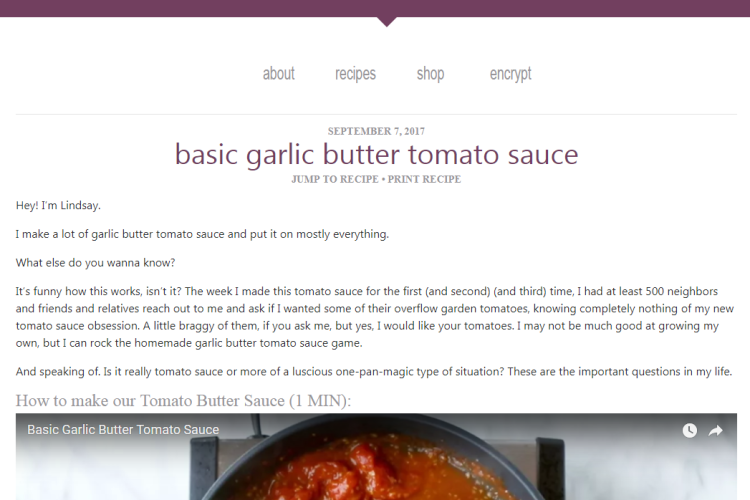 about recipes shop encrypt
SEPTEMBER 7, 2017
basic garlic butter tomato sauce
JUMP TO RECIPE • PRINT RECIPE
Hey! I'm Lindsay.
I make a lot of garlic butter tomato sauce and put it on mostly everything.
What else do you wanna know?
It's funny how this works, isn't it? The week I made this tomato sauce for the first (and second) (and third) time, I had at least 500 neighbors
and friends and relatives reach out to me and ask if I wanted some of their overflow garden tomatoes, knowing completely nothing of my new
tomato sauce obsession. A little braggy of them, if you ask me, but yes, I would like your tomatoes. I may not be much good at growing my
own, but I can rock the homemade garlic butter tomato sauce game.
And speaking of. Is it really tomato sauce or more of a luscious one-pan-magic type of situation? These are the important questions in my life.
How to make our Tomato Butter Sauce (1 MIN):
Basic Garlic Butter Tomato Sauce